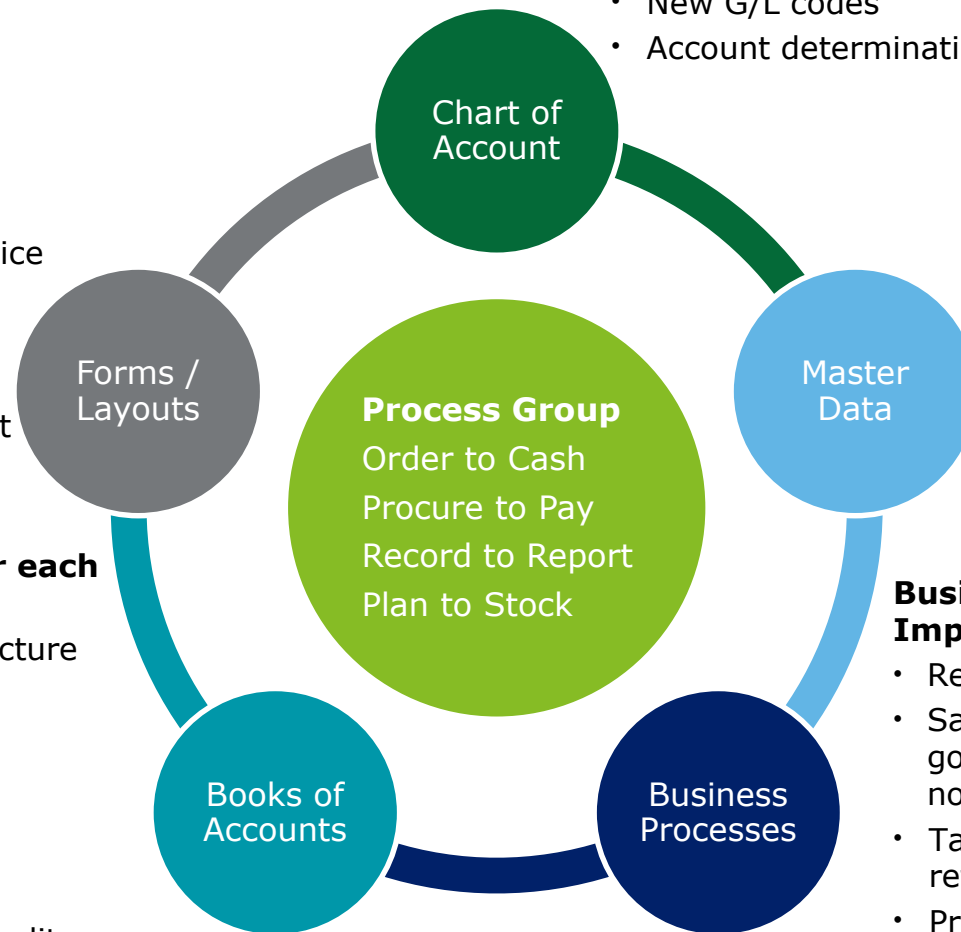 New G/L codes
Account determinati
Chart of
Account
ice
Forms /
Layouts
t
Master
Data
Process Group
Order to Cash
Procure to Pay
Record to Report
Plan to Stock
r each
cture
Busi
Imp
• Re
• Sa
go
no
• Ta
re
• Pr
Books of
Accounts
Business
Processes